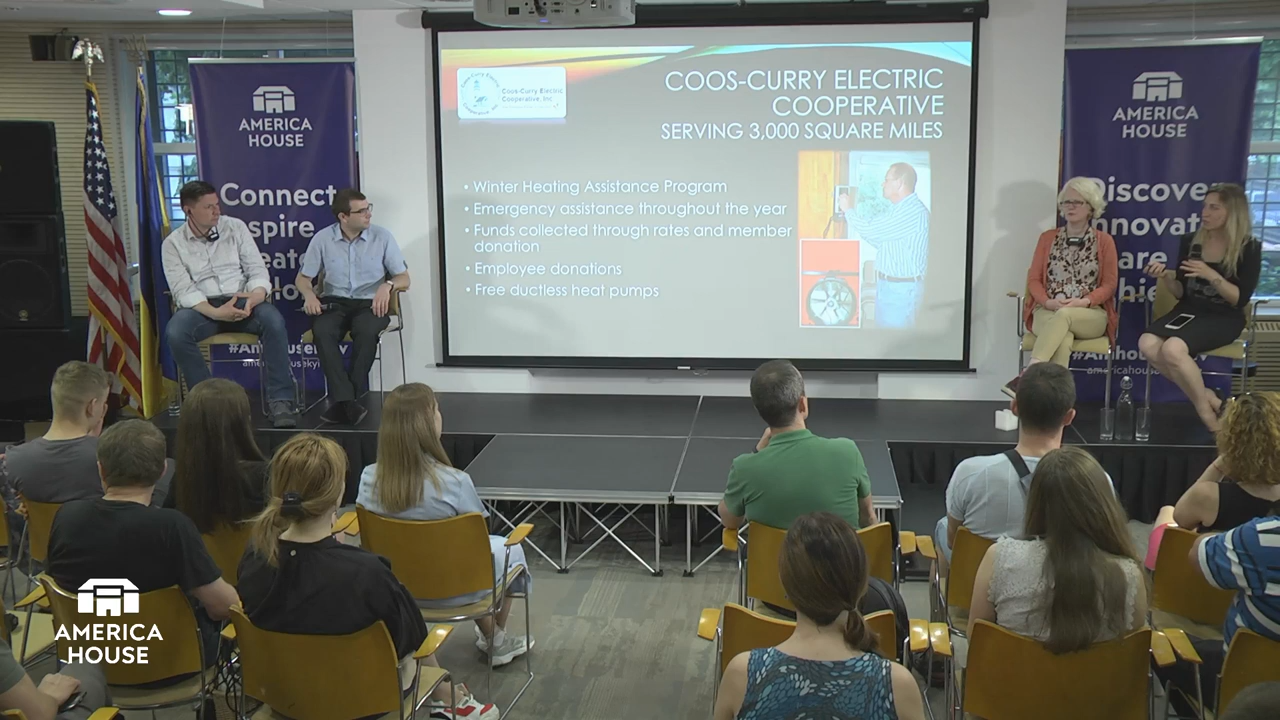 AMERICA
HOUSE
Connect
COOS-CURRY ELECTRIC
COOPERATIVE
SERVING 3,000 SQUARE MILES
Coos-Curry Electric
Cooperative, Inc
• Winter Heating Assistance Program
• Emergency assistance throughout the year
• Funds collected through rates and member
donation
• Employee donations
• Free ductless heat pumps
AMERICA
HOUSE
Discover
AMERICA
HOUSE